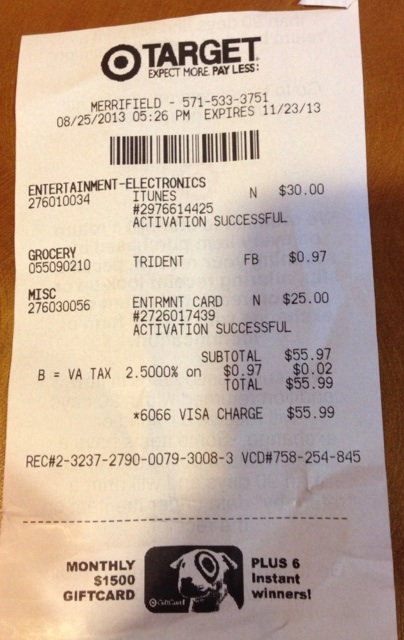 TARGET
EXPECT MORE. PAY LESS.
MERRIFIELD - 571-533-3751
08/25/2013 05:26 PM EXPIRES 11/23/13
ENTERTAINMENT-ELECTRONICS
276010034 ITUNES N $30.00
#2976614425
ACTIVATION SUCCESSFUL
GROCERY
055090210 TRIDENT FB $0.97
MISC
276030056 ENTRMNT CARD N $25.00
#2726017439
ACTIVATION SUCCESSFUL
SUBTOTAL $55.97
B = VA TAX 2.5000% on $0.97 $0.02
TOTAL $55.99
*6066 VISA CHARGE $55.99
REC#2-3237-2790-0079-3008-3 VCD#758-254-845
MONTHLY
$1500
GIFTCARD
GiftCard
PLUS 6
Instant
winners!